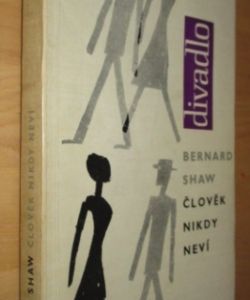 divadlo
BERNARD
SHAW
ČLOVĚK
NIKDY
NEVÍ
SHAW ČLOVĚK NIKDY NEVÍ